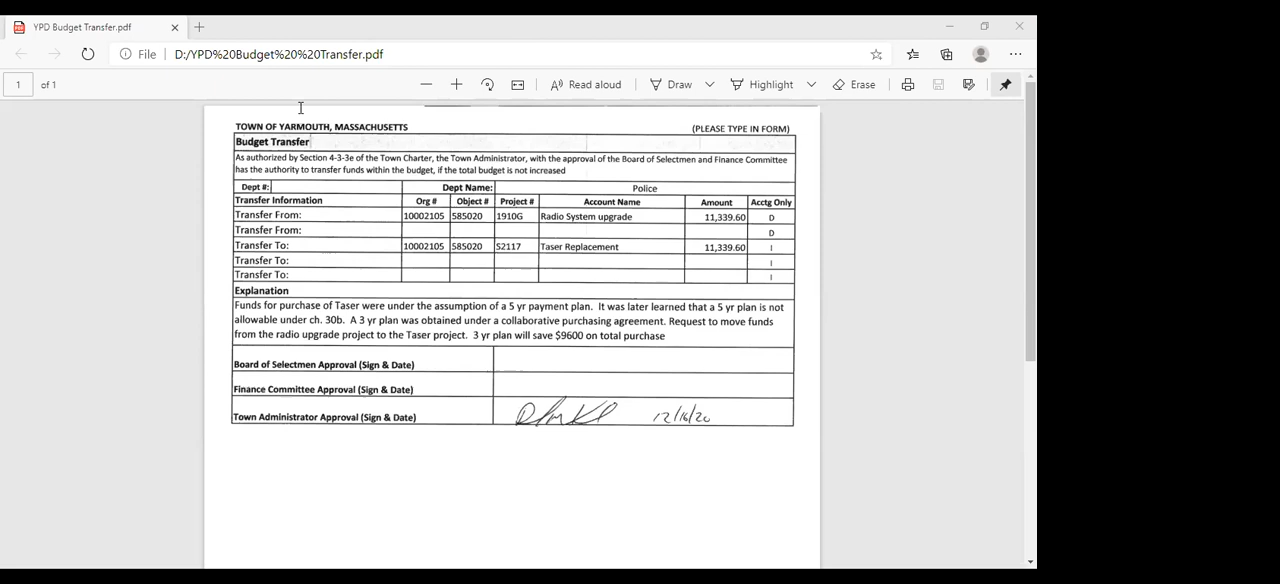 YPD Budget Transfer.pdf
File D:/YPD%20Budget%20%20Transfer.pdf
1 of 1 Read aloud Draw Highlight Erase
TOWN OF YARMOUTH, MASSACHUSETTS (PLEASE TYPE IN FORM)
Budget Transfer
As authorized by Section 4-3-3e of the Town Charter, the Town Administrator, with the approval of the Board of Selectmen and Finance Committee
has the authority to transfer funds within the budget, if the total budget is not increased
Dept #: Dept Name: Police
Transfer Information Org # Object # Project # Account Name Amount Acctg Only
Transfer From: 10002105 585020 1910G Radio System upgrade 11,339.60 D
Transfer From: D
Transfer To: 10002105 585020 S2117 Taser Replacement 11,339.60 I
Transfer To: I
Transfer To: I
Explanation
Funds for purchase of Taser were under the assumption of a 5 yr payment plan. It was later learned that a 5 yr plan is not
allowable under ch. 30b. A 3 yr plan was obtained under a collaborative purchasing agreement. Request to move funds
from the radio upgrade project to the Taser project. 3 yr plan will save $9600 on total purchase
Board of Selectmen Approval (Sign & Date)
Finance Committee Approval (Sign & Date)
Town Administrator Approval (Sign & Date) 12/16/20